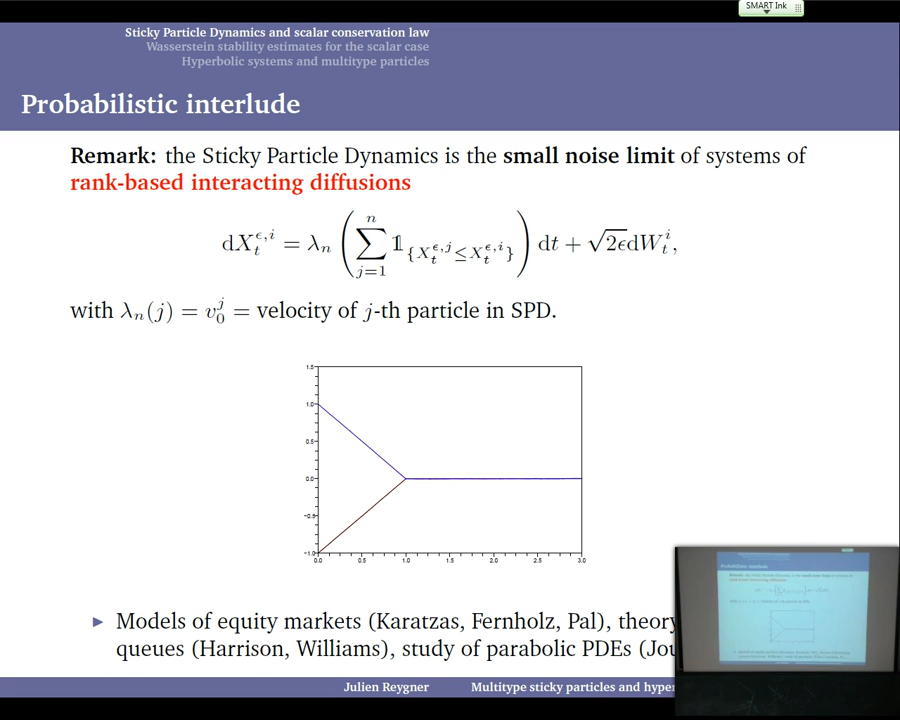 SMART Ink
Sticky Particle Dynamics and scalar conservation law
Wasserstein stability estimates for the scalar case
Hyperbolic systems and multitype particles
Probabilistic interlude
Remark: the Sticky Particle Dynamics is the small noise limit of systems of
rank-based interacting diffusions
dX_t^{ϵ,i} = λ_n ( ∑_{j=1}^{n} 𝟙_{{X_t^{ϵ,j} ≤ X_t^{ϵ,i}}} ) dt + √2ϵ dW_t^i,
with λ_n(j) = v_0^j = velocity of j-th particle in SPD.
1.5
1.0
0.5
0.0
-0.5
-1.0
0.0 0.5 1.0 1.5 2.0 2.5 3.0
▶ Models of equity markets (Karatzas, Fernholz, Pal), theory
queues (Harrison, Williams), study of parabolic PDEs (Jou
Julien Reygner Multitype sticky particles and hyper
Probabilistic interlude